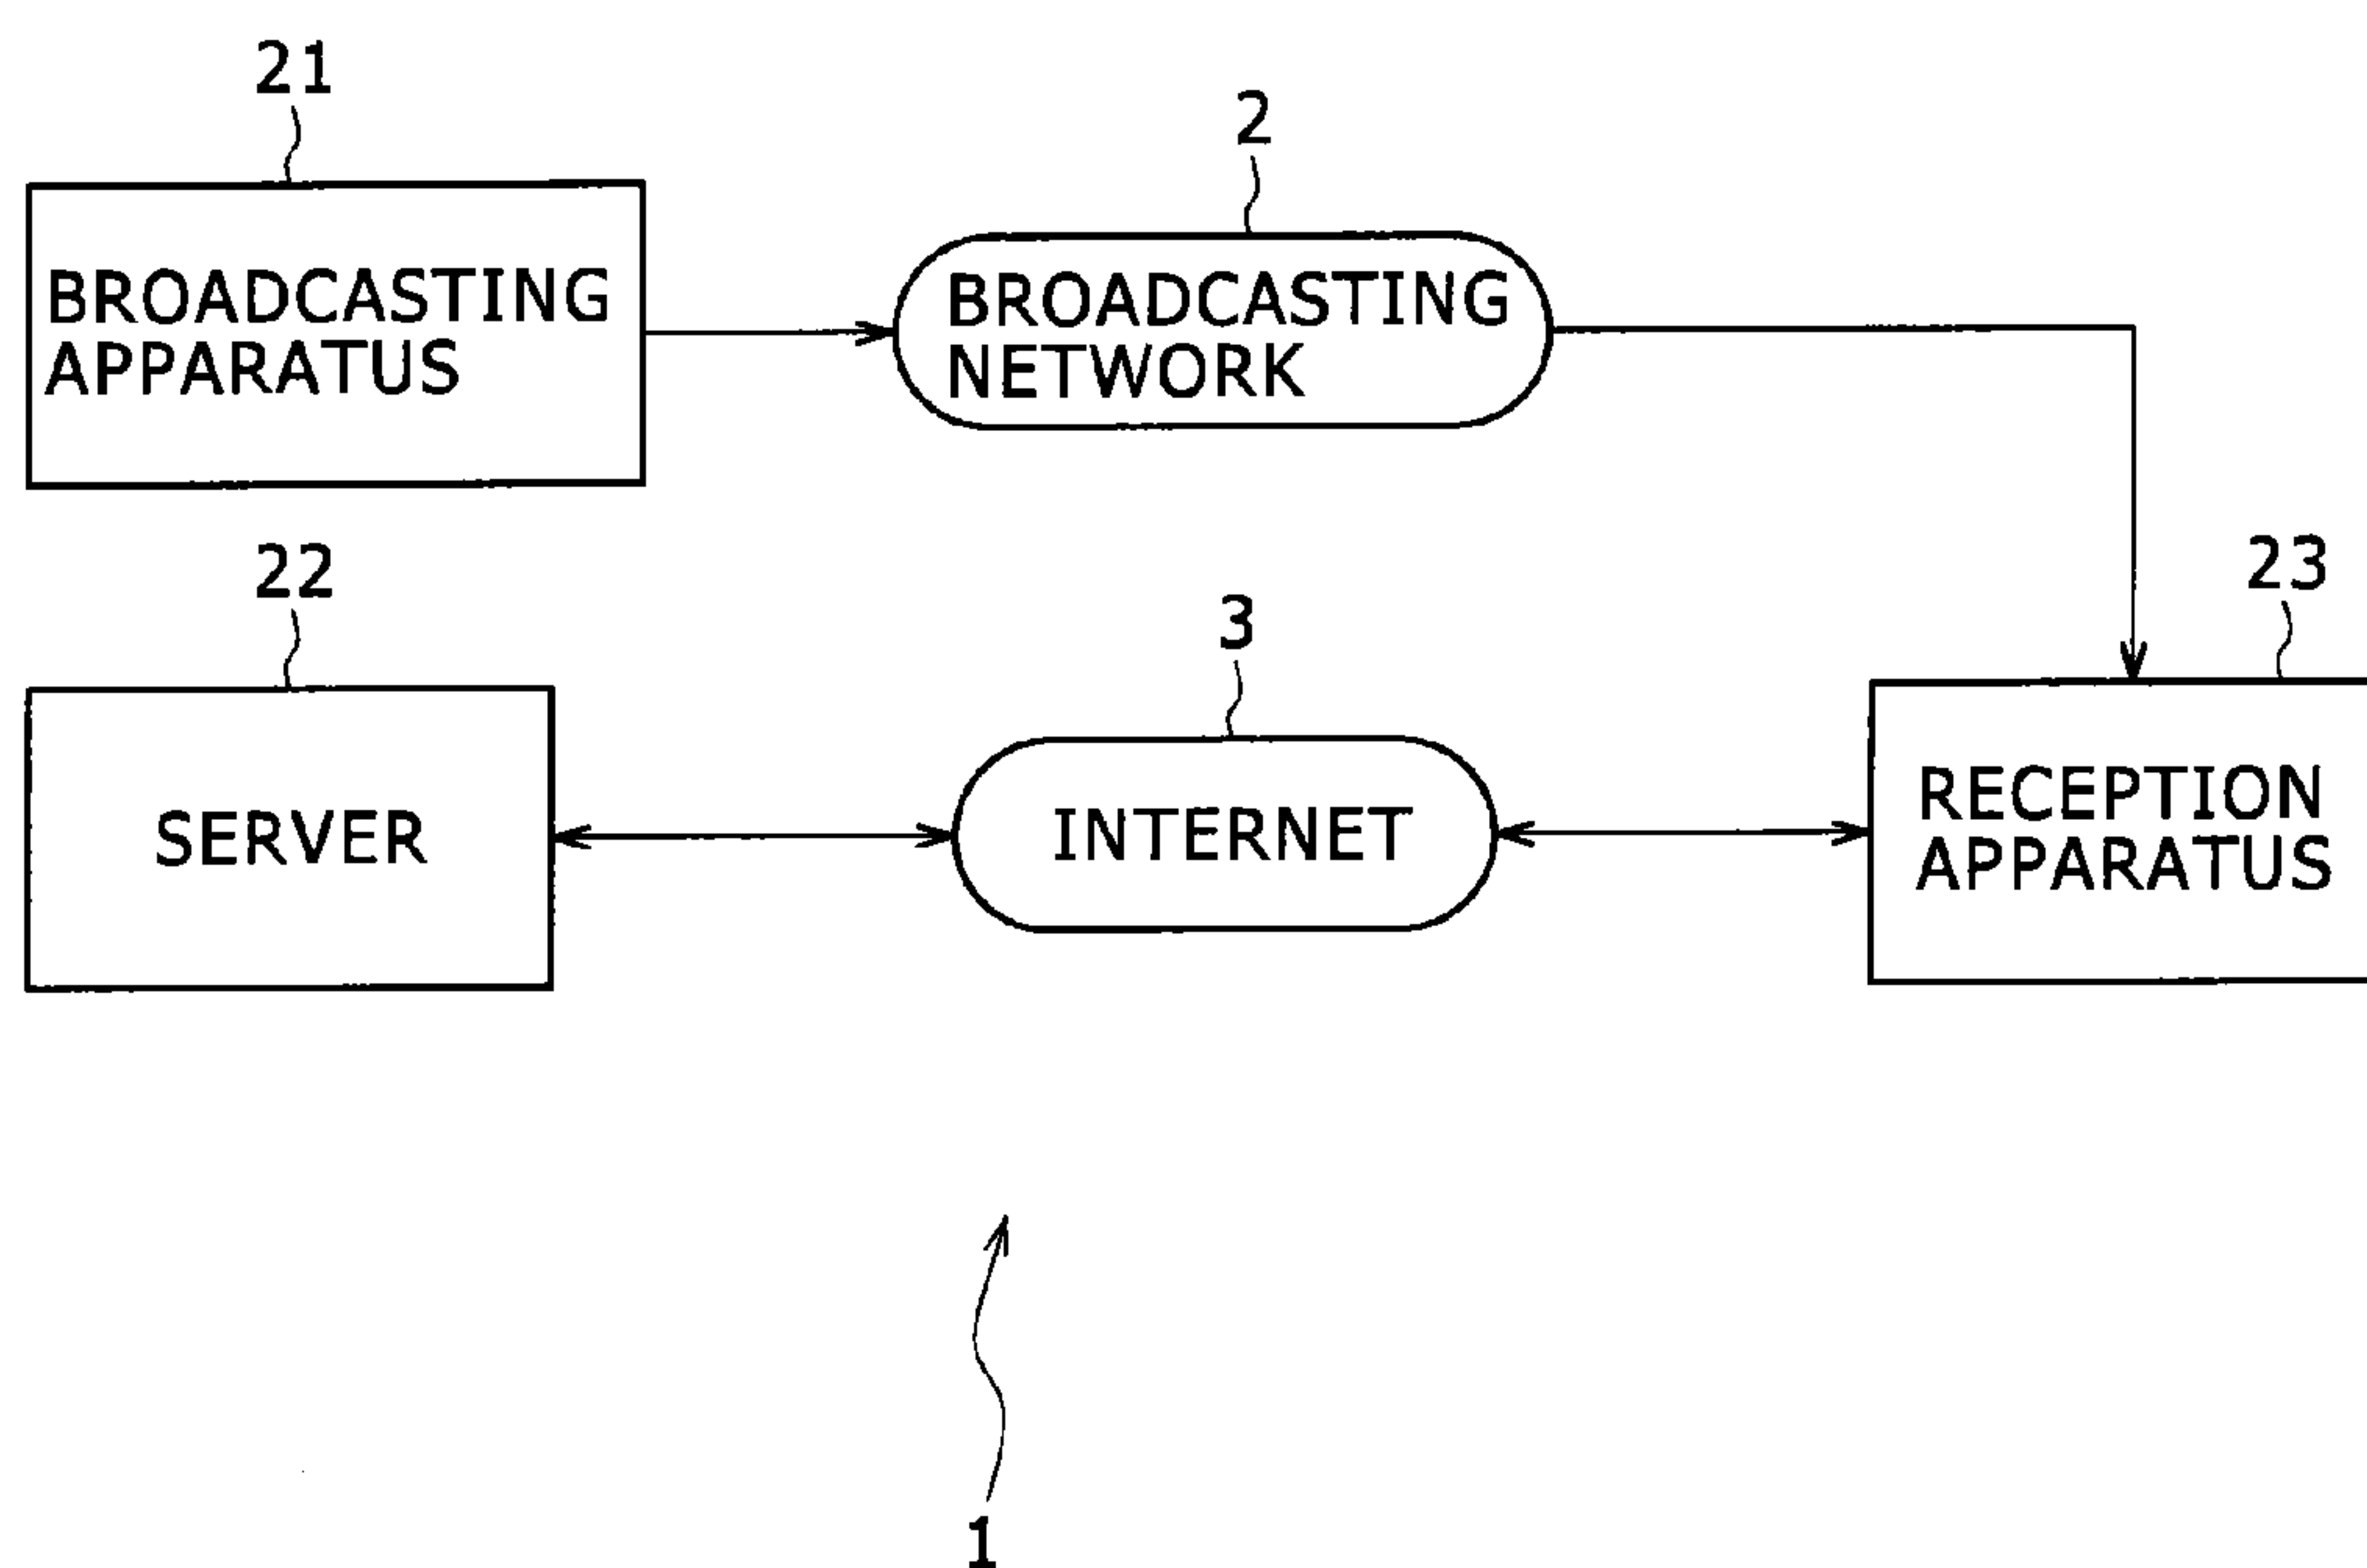 21
2
BROADCASTING
APPARATUS
BROADCASTING
NETWORK
22
3
23
SERVER
INTERNET
RECEPTION
APPARATUS
1